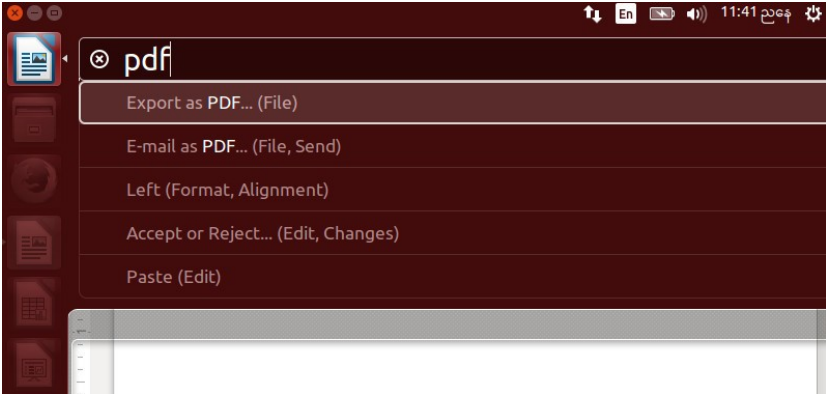 En 11:41 ညနေ
pdf
Export as PDF... (File)
E-mail as PDF... (File, Send)
Left (Format, Alignment)
Accept or Reject... (Edit, Changes)
Paste (Edit)